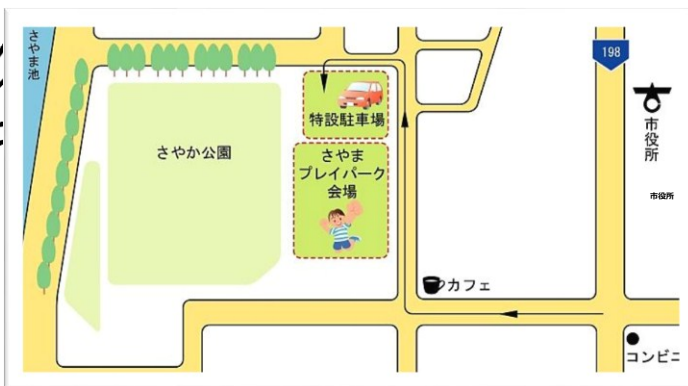 さやま池
198
特設駐車場
市役所
さやか公園
さやま
プレイパーク
会場
市役所
カフェ
コンビニ